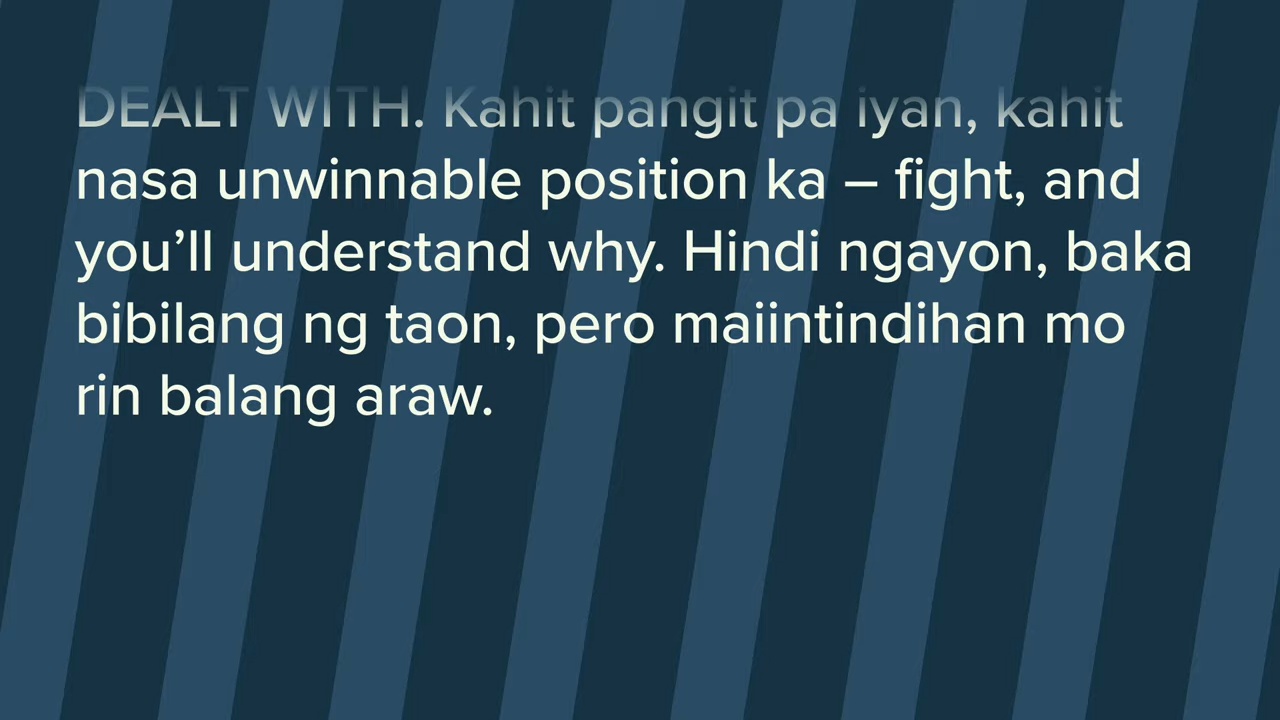 DEALT WITH. Kahit pangit pa iyan, kahit
nasa unwinnable position ka – fight, and
you’ll understand why. Hindi ngayon, baka
bibilang ng taon, pero maiintindihan mo
rin balang araw.